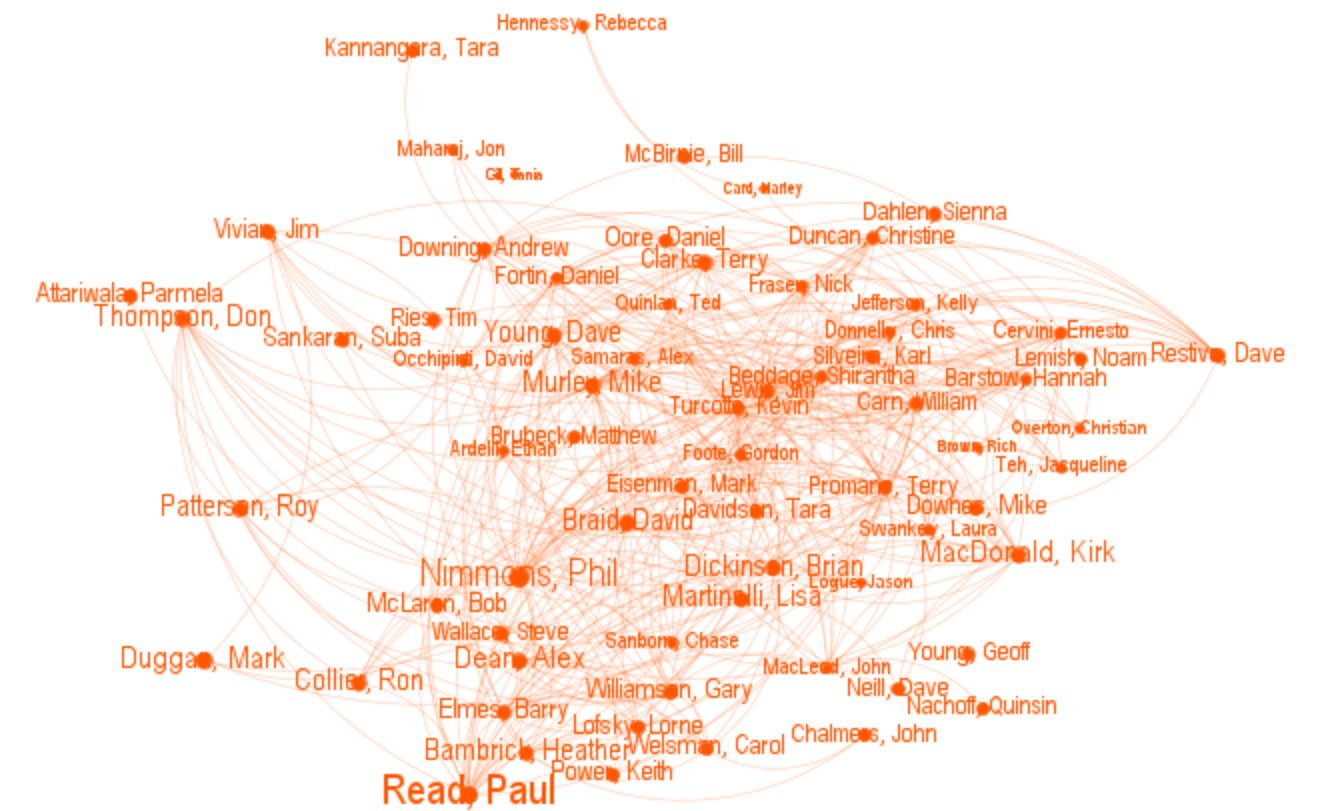 Hennessy, Rebecca
Kannangara, Tara
Maharaj, Jon
McBirnie, Bill
Gil, Tania
Card, Harley
Dahlen, Sienna
Vivian, Jim
Duncan, Christine
Oore, Daniel
Downing, Andrew
Clarke, Terry
Fortin, Daniel
Fraser, Nick
Attariwala, Parmela
Quinlan, Ted
Jefferson, Kelly
Thompson, Don
Ries, Tim
Sankaran, Suba
Young, Dave
Donnelly, Chris
Cervini, Ernesto
Occhipinti, David
Samaras, Alex
Silveira, Karl
Lemish, Noam
Restivo, Dave
Beddage, Shirantha
Barstow, Hannah
Murley, Mike
Lewis, Jim
Turcotte, Kevin
Carn, William
Overton, Christian
Brubeck, Matthew
Ardelli, Ethan
Foote, Gordon
Brown, Rich
Teh, Jasqueline
Eisenman, Mark
Promane, Terry
Patterson, Roy
Davidson, Tara
Downes, Mike
Braid, David
Swankey, Laura
MacDonald, Kirk
Nimmons, Phil
Dickinson, Brian
Logue, Jason
McLaren, Bob
Martinelli, Lisa
Wallace, Steve
Sanborn, Chase
Duggan, Mark
Dean, Alex
MacLeod, John
Young, Geoff
Collier, Ron
Williamson, Gary
Neill, Dave
Nachoff, Quinsin
Elmes, Barry
Lofsky, Lorne
Chalmers, John
Bambrick, Heather
Welsman, Carol
Power, Keith
Read, Paul